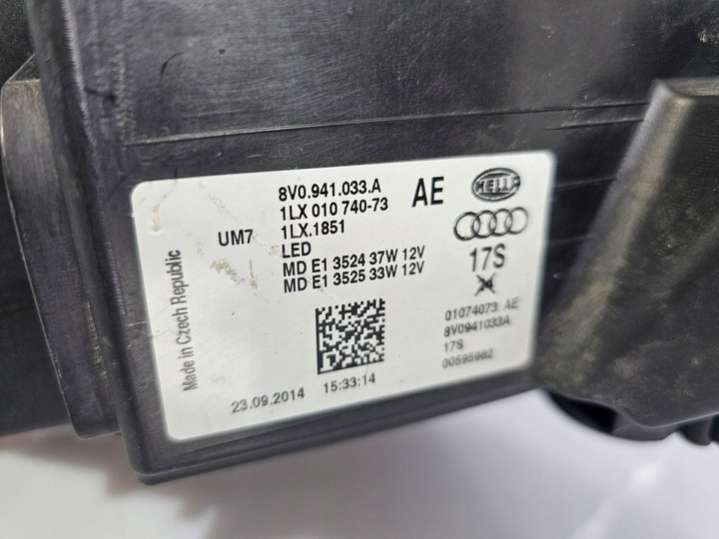 8V0.941.033.A
1LX 010 740-73
1LX.1851
LED
MD E1 3524 37W 12V
MD E1 3525 33W 12V
UM7
AE
HELLA
17S
Made in Czech Republic
01074073 AE
8V0941033A
17S
00595982
23.09.2014 15:33:14